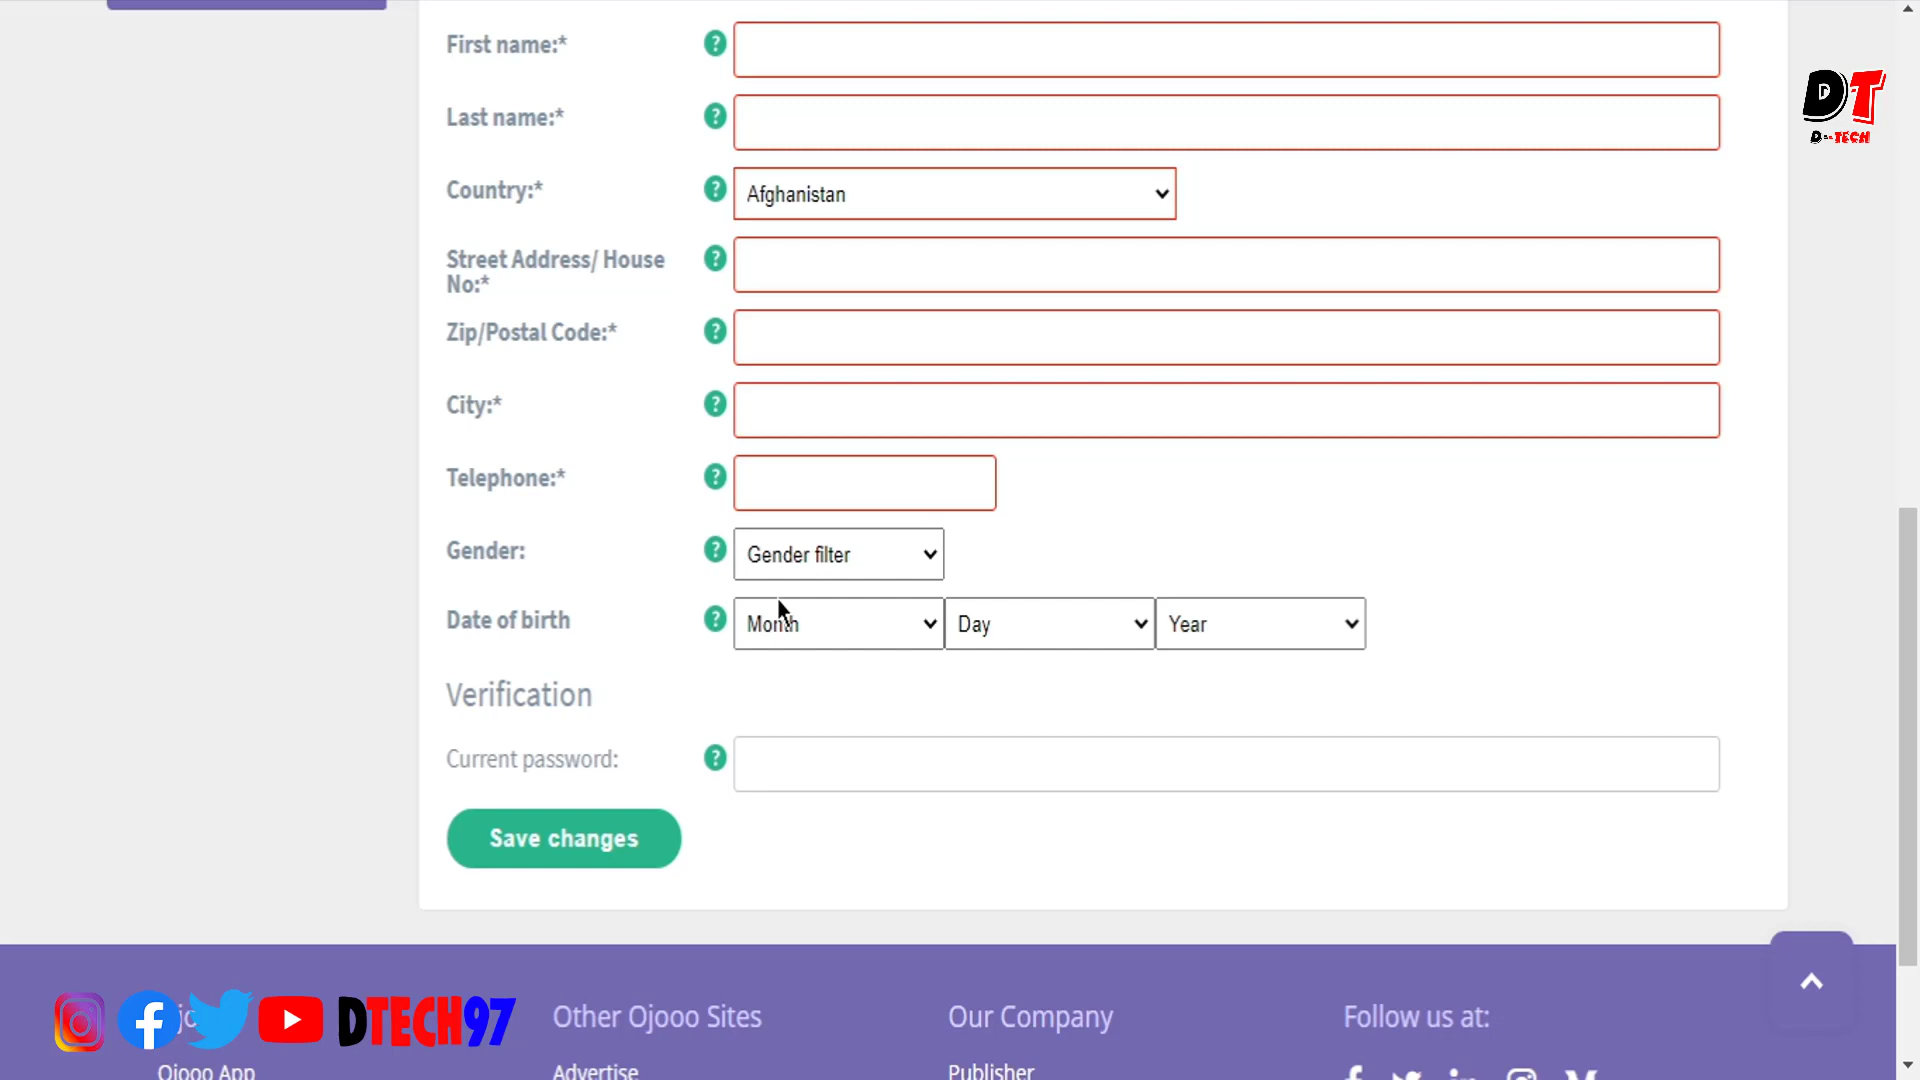 First name:*
Last name:*
Country:*
Afghanistan
Street Address/ House
No:*
Zip/Postal Code:*
City:*
Telephone:*
Gender:
Gender filter
Date of birth
Month
Day
Year
Verification
Current password:
Save changes
DT
D-TECH
DTECH97
Other Ojooo Sites
Our Company
Follow us at:
Ojooo App
Advertise
Publisher